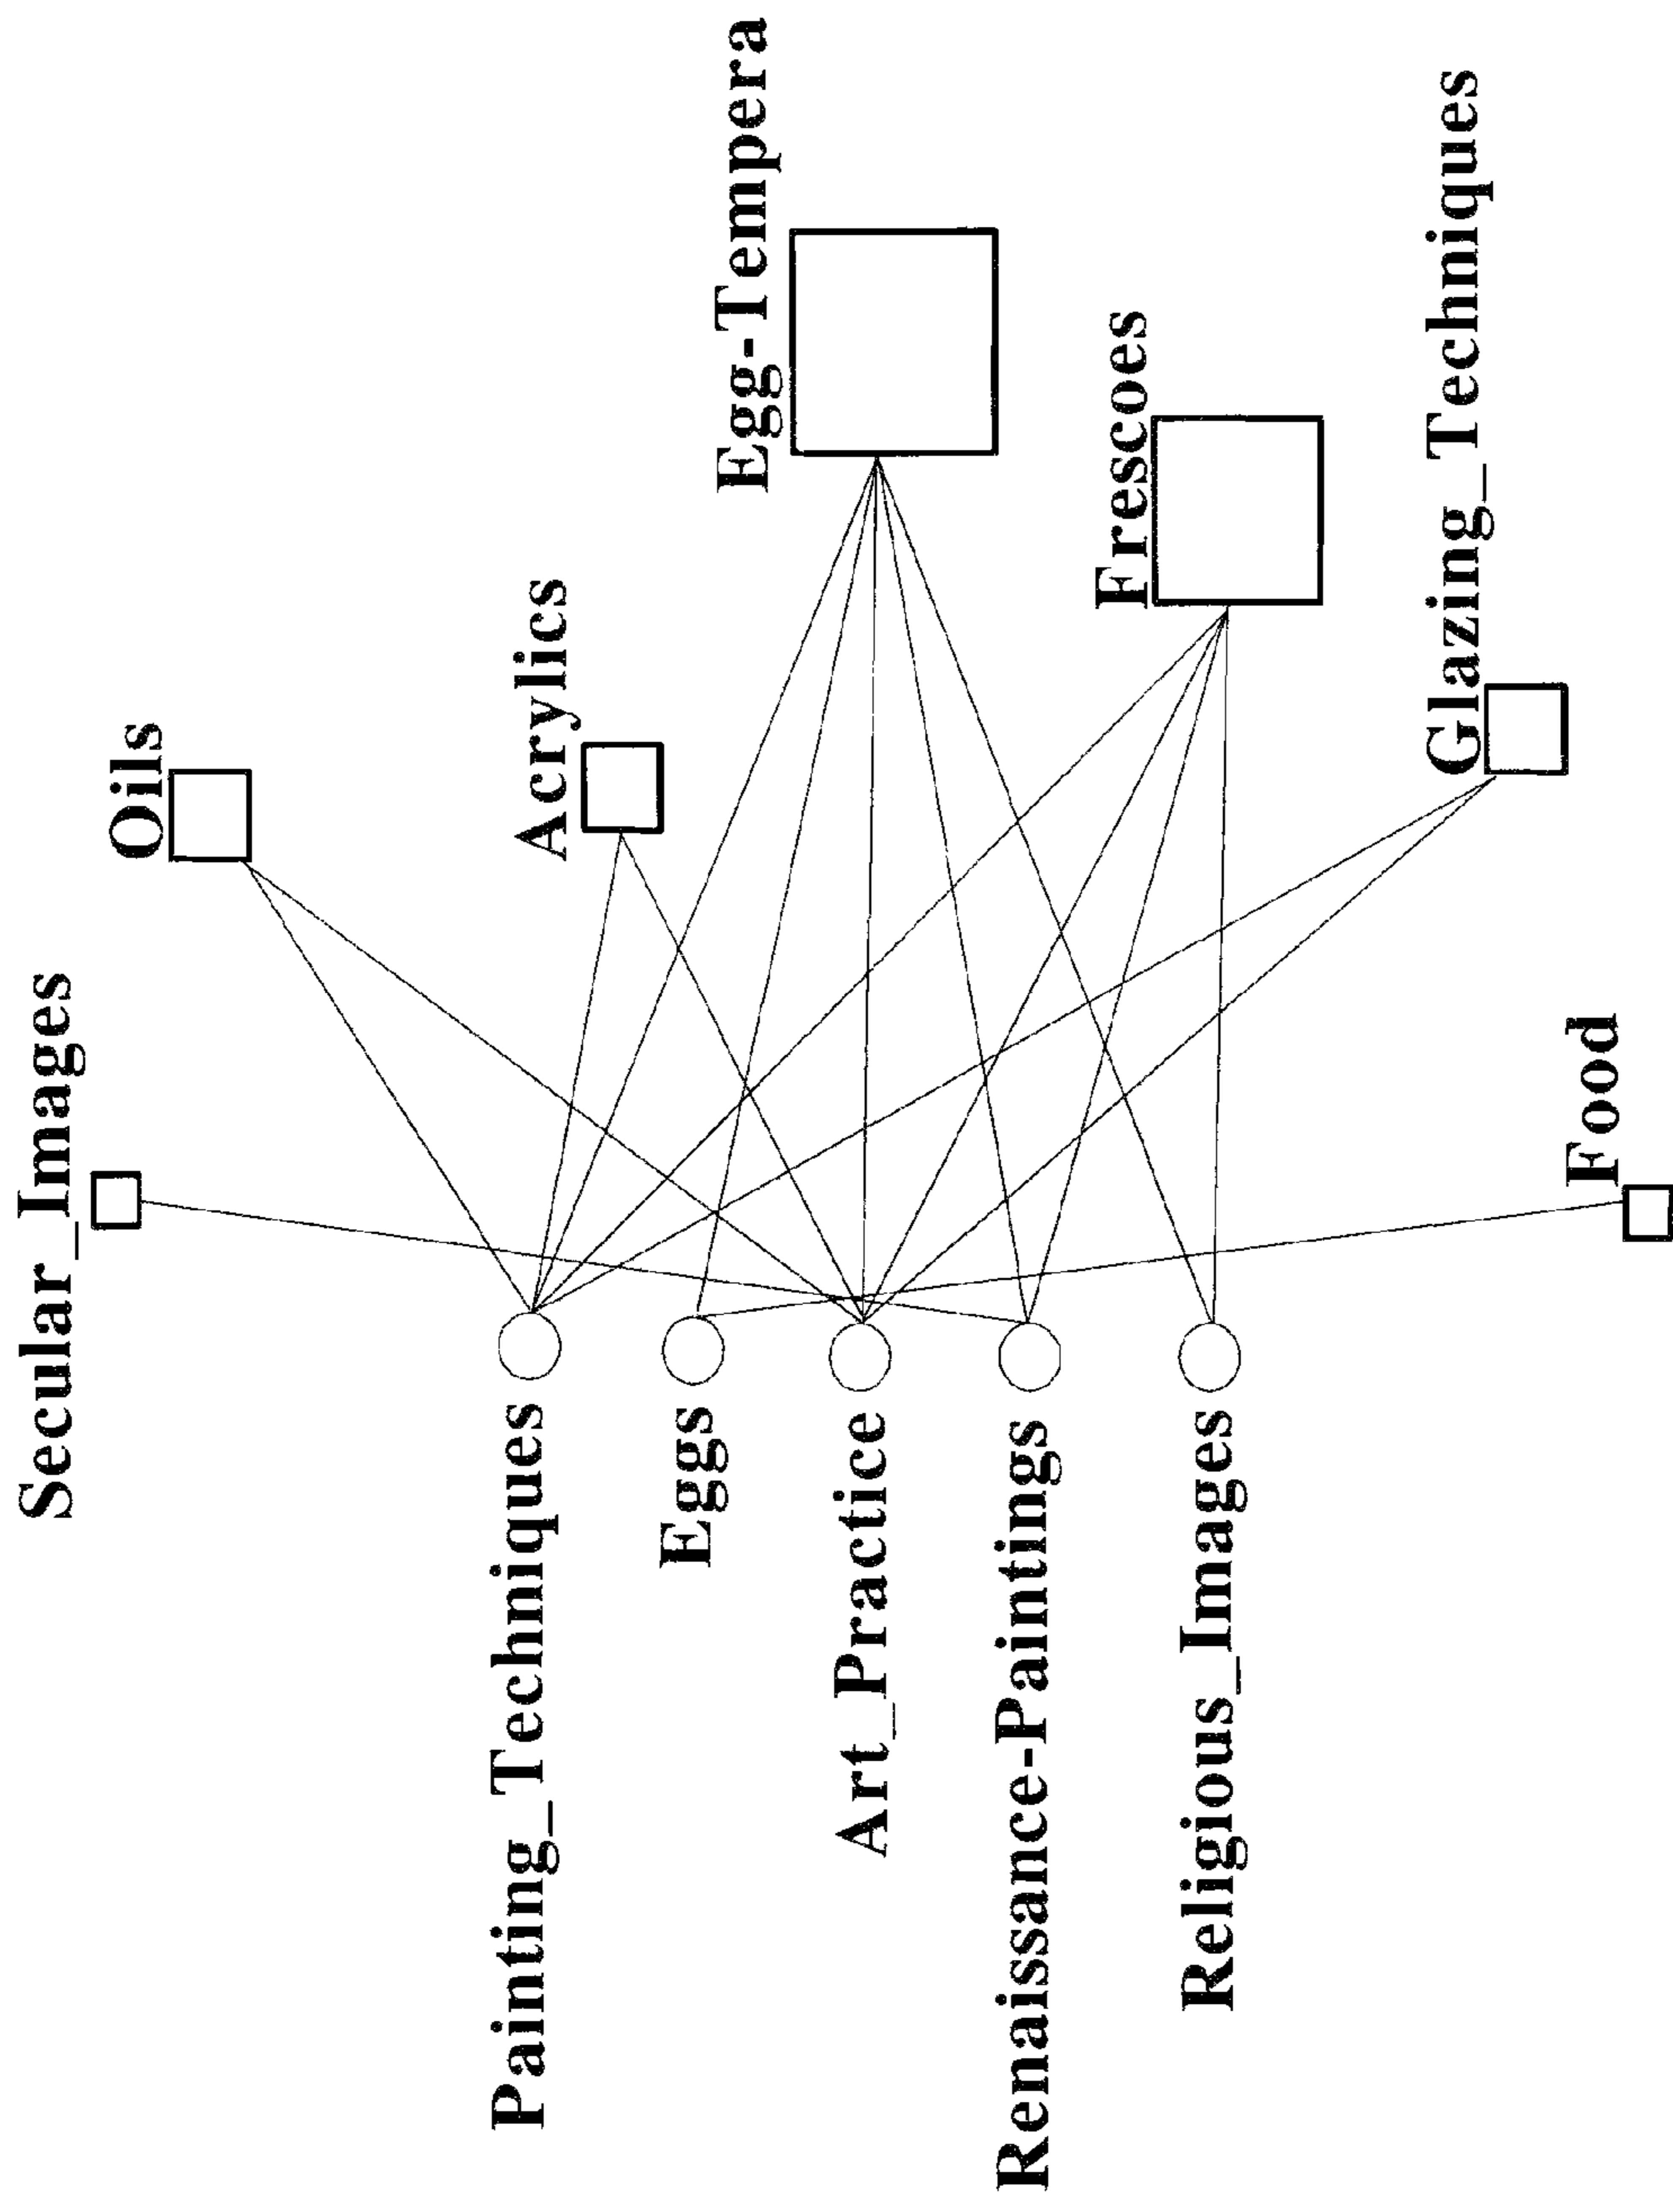 Secular_Images
Oils
Acrylics
Egg-Tempera
Frescoes
Glazing_Techniques
Food
Painting_Techniques
Eggs
Art_Practice
Renaissance-Paintings
Religious_Images